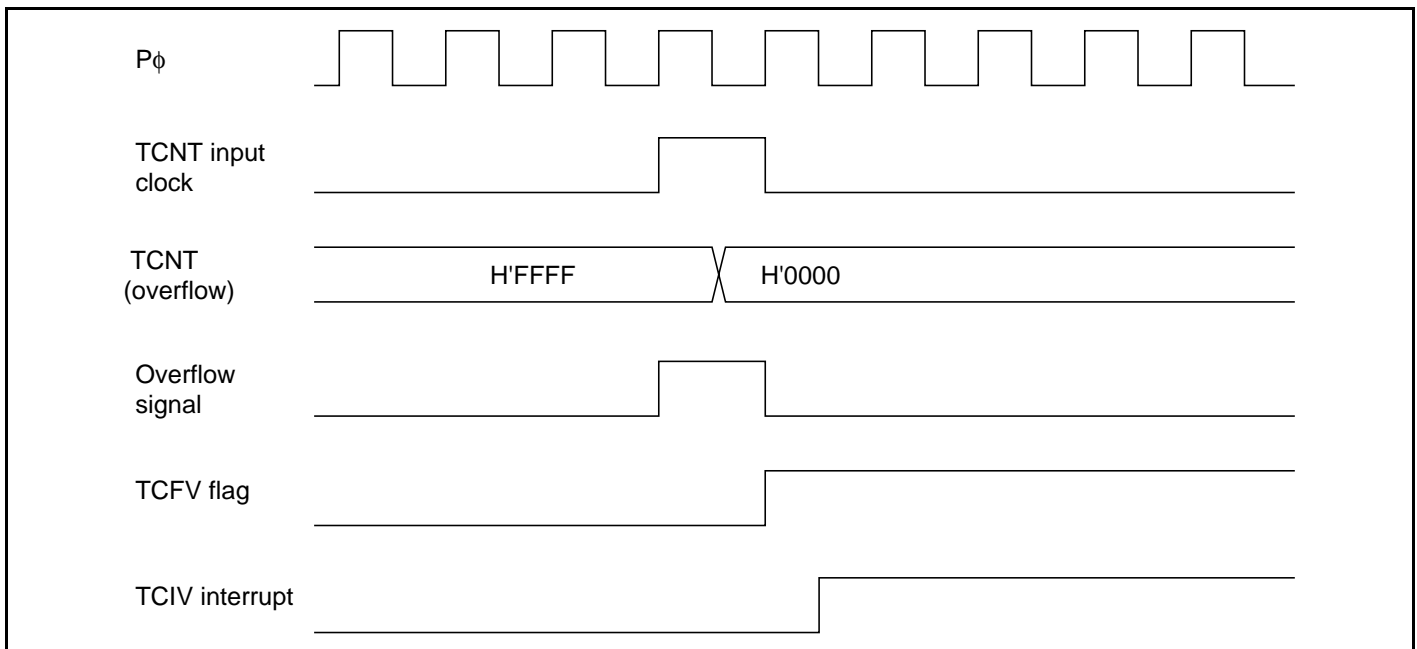 Pϕ
TCNT input
clock
TCNT
(overflow)
H'FFFF
H'0000
Overflow
signal
TCFV flag
TCIV interrupt